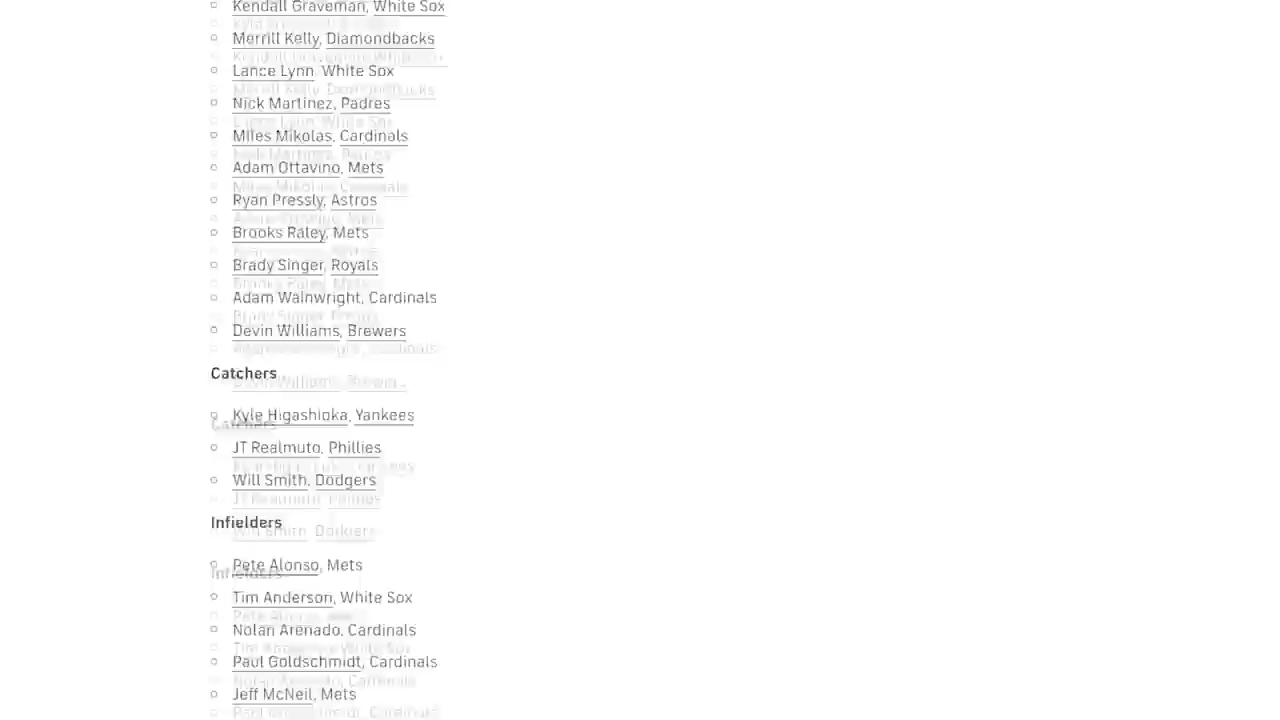 Kendall Graveman, White Sox
Merrill Kelly, Diamondbacks
Lance Lynn, White Sox
Nick Martinez, Padres
Miles Mikolas, Cardinals
Adam Ottavino, Mets
Ryan Pressly, Astros
Brooks Raley, Mets
Brady Singer, Royals
Adam Wainwright, Cardinals
Devin Williams, Brewers
Catchers
Kyle Higashioka, Yankees
JT Realmuto, Phillies
Will Smith, Dodgers
Infielders
Pete Alonso, Mets
Tim Anderson, White Sox
Nolan Arenado, Cardinals
Paul Goldschmidt, Cardinals
Jeff McNeil, Mets